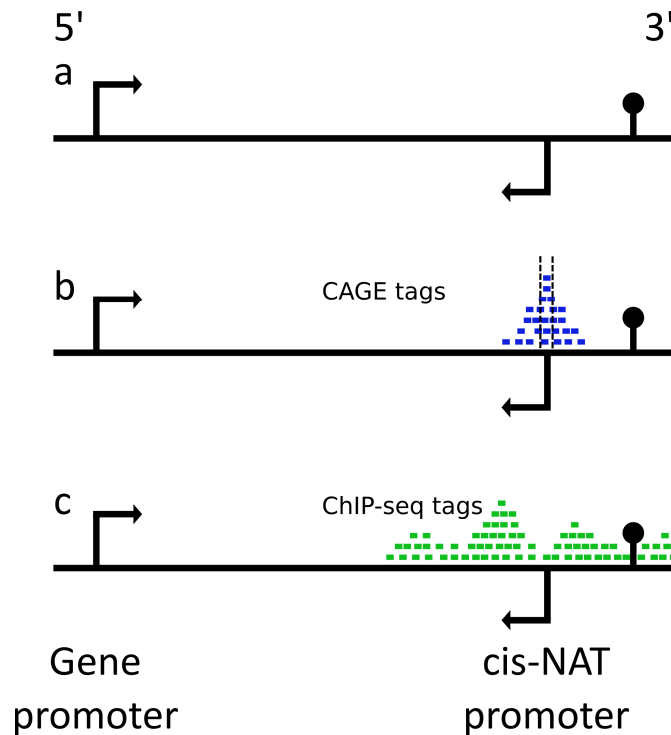 5' 3'
a
b CAGE tags
c ChIP-seq tags
Gene promoter
cis-NAT promoter